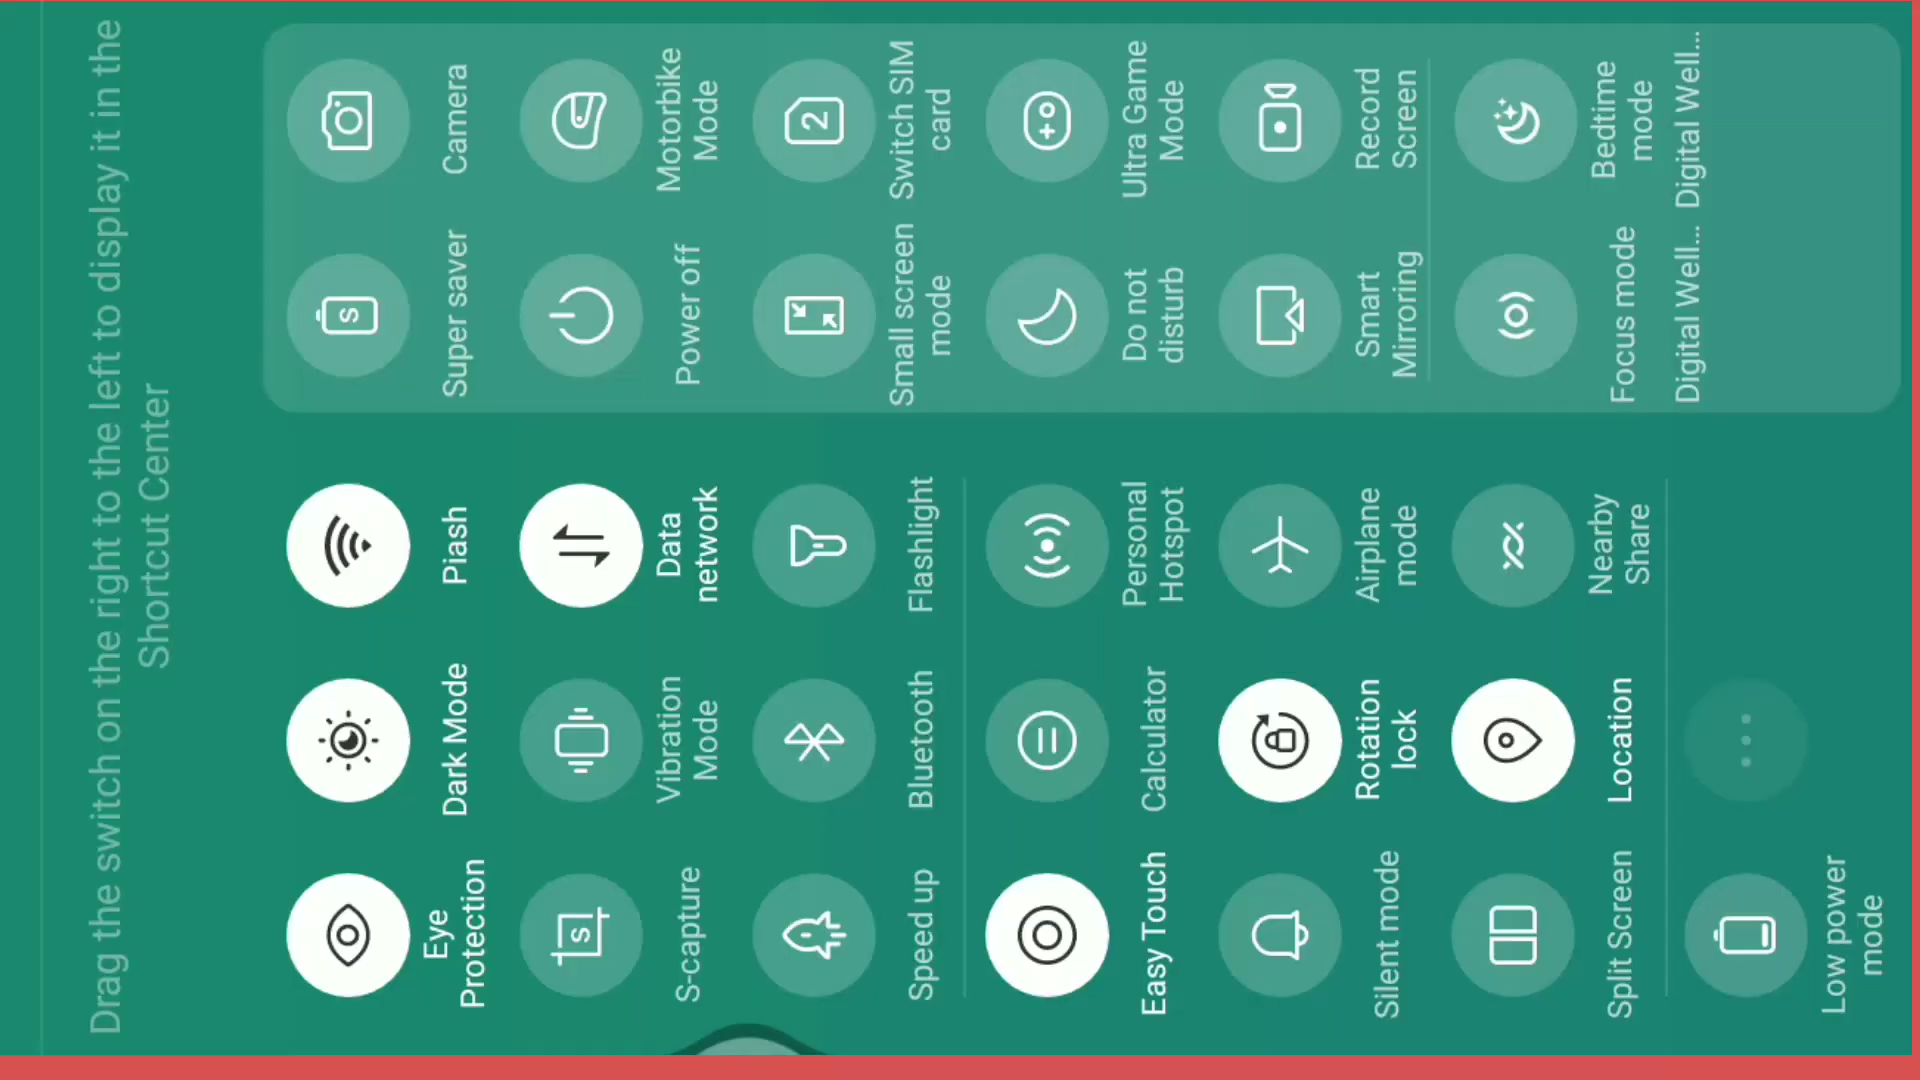 Drag the switch on the right to the left to display it in the
Shortcut Center
Eye
Protection
Dark Mode
Piash
S-capture
Vibration
Mode
Data
network
Speed up
Bluetooth
Flashlight
Easy Touch
Calculator
Personal
Hotspot
Silent mode
Rotation
lock
Airplane
mode
Split Screen
Location
Nearby
Share
Low power
mode
S
Super saver
Camera
Power off
Motorbike
Mode
Small screen
mode
2
Switch SIM
card
Do not
disturb
Ultra Game
Mode
Smart
Mirroring
Record
Screen
Focus mode
Digital Well...
Bedtime
mode
Digital Well...